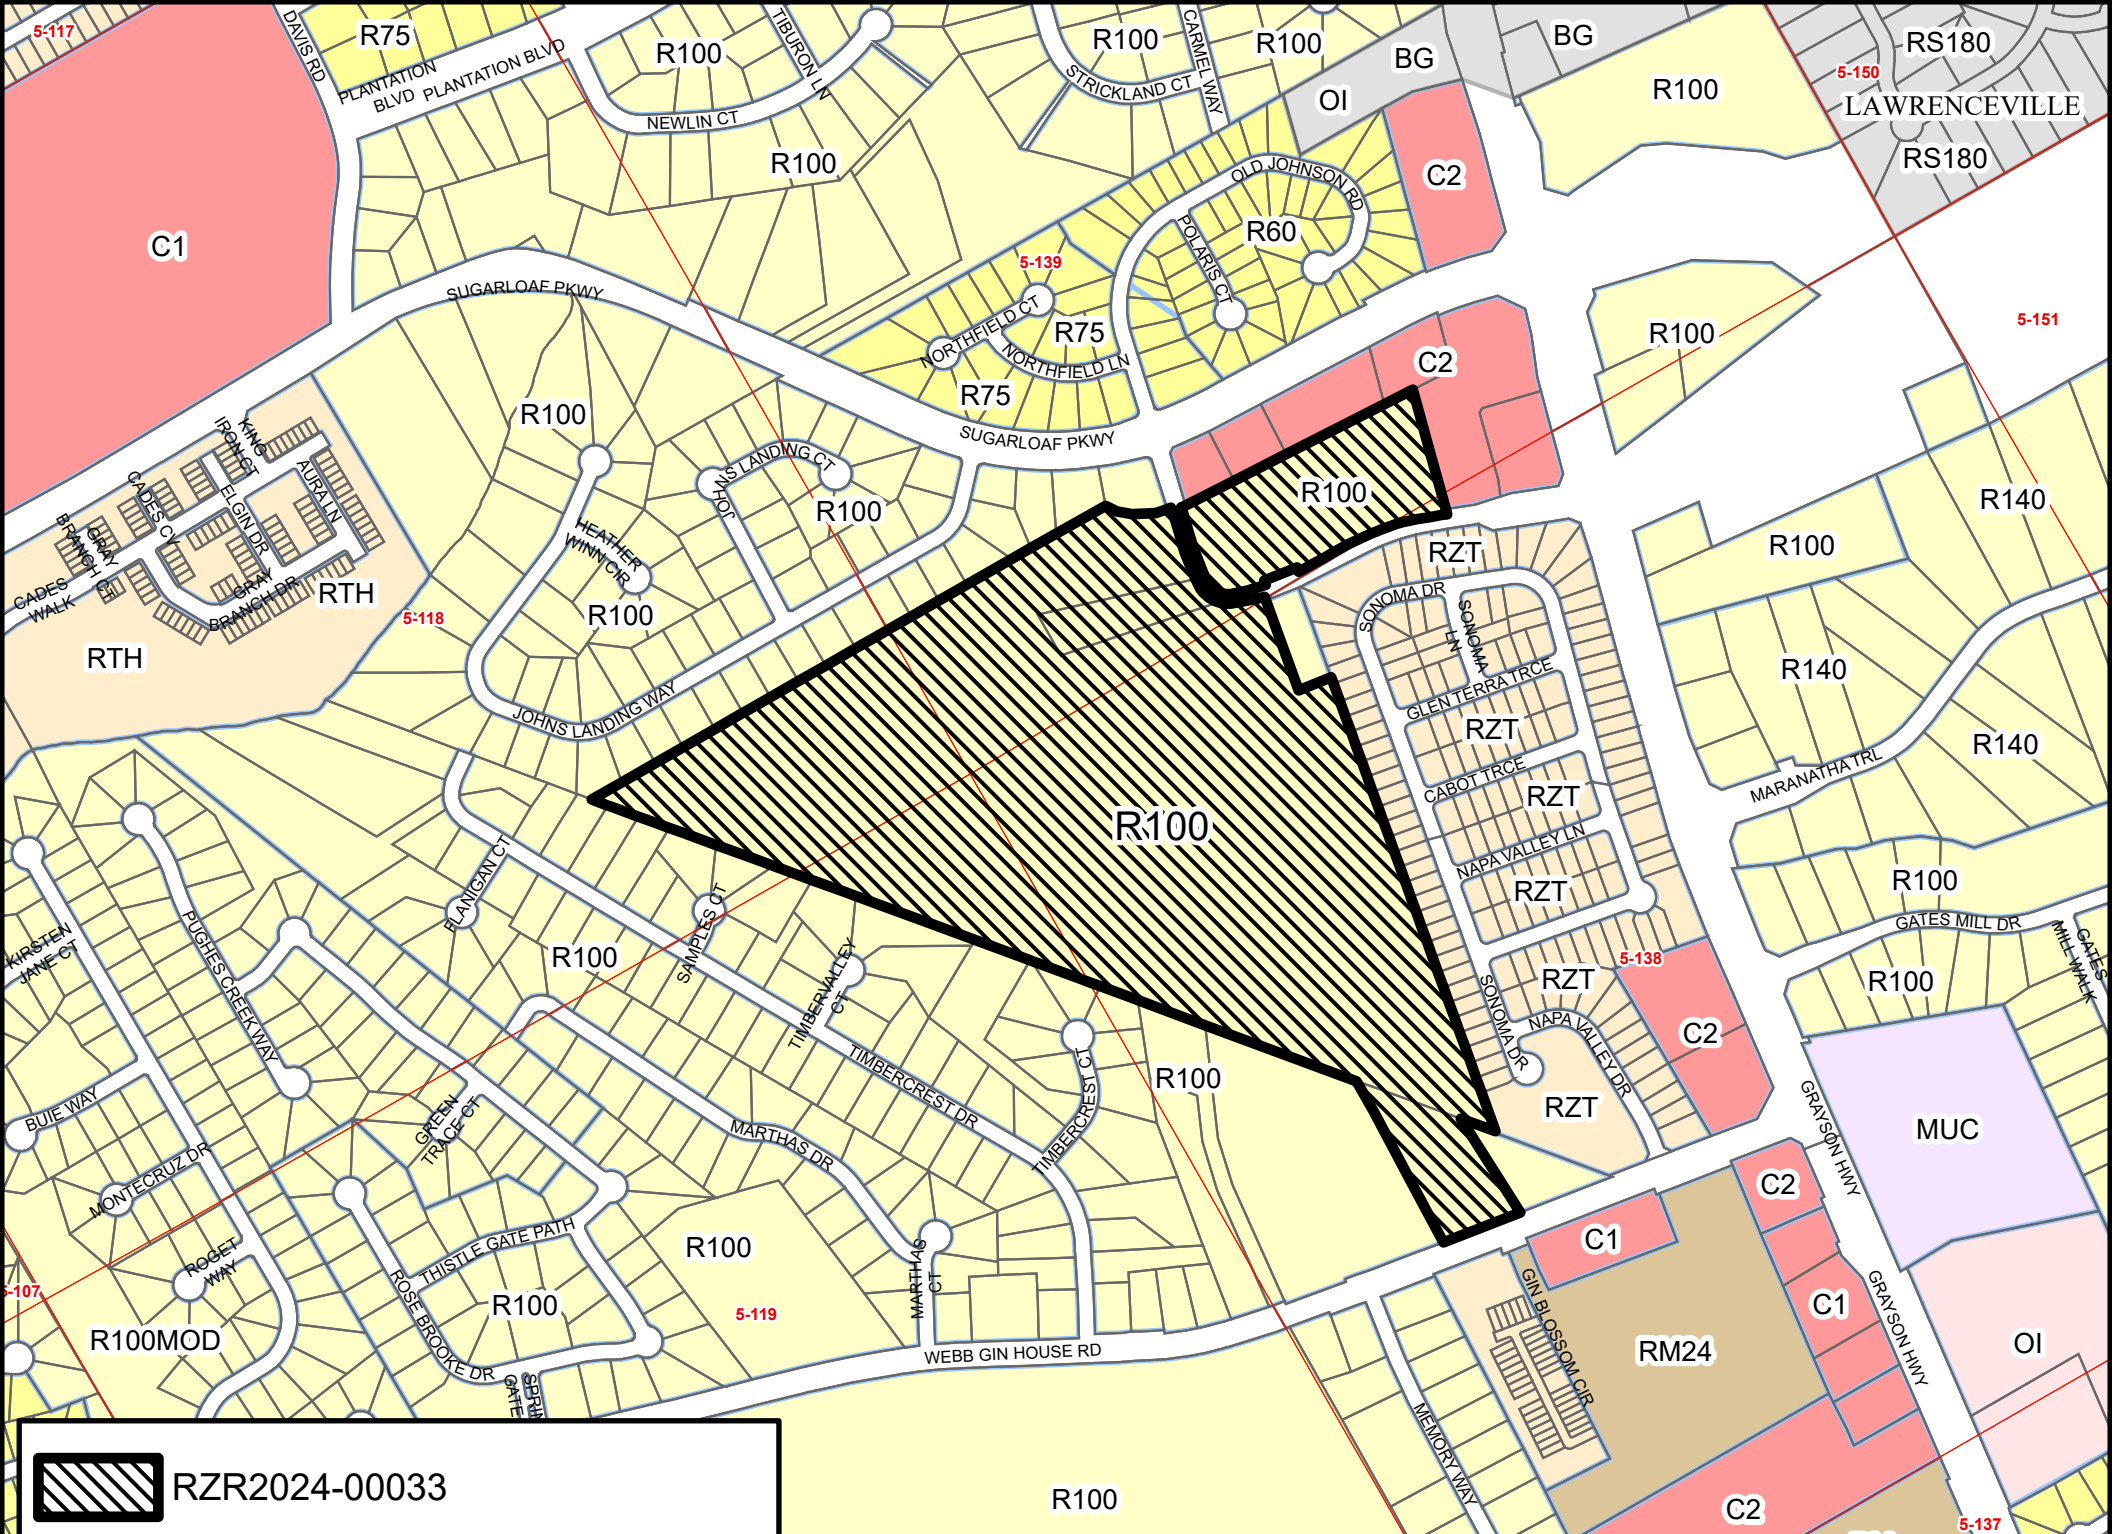 5-117
DAVIS RD
R75
PLANTATION
BLVD
PLANTATION BLVD
R100
TIBURON LN
NEWLIN CT
R100
R100
STRICKLAND CT
CARMEL WAY
R100
OI
BG
BG
R100
5-150
RS180
LAWRENCEVILLE
RS180
C1
SUGARLOAF PKWY
5-139
OLD JOHNSON RD
POLARIS CT
R60
C2
NORTHFIELD CT
R75
NORTHFIELD LN
R75
SUGARLOAF PKWY
C2
R100
5-151
R100
KING
IRON CT
AURA LN
ELGIN DR
CADES CV
GRAY
BRANCH CT
GRAY
BRANCH DR
CADES
WALK
RTH
RTH
5-118
HEATHER
WINN CIR
R100
JOHNS LANDING CT
R100
JOHNS LANDING WAY
R100
R140
R100
R140
R140
MARANATHA TRL
RZT
SONOMA DR
SONOMA
LN
GLEN TERRA TRCE
RZT
CABOT TRCE
RZT
NAPA VALLEY LN
RZT
R100
R100
GATES MILL DR
GATES
MILL WALK
R100
5-138
RZT
SONOMA DR
NAPA VALLEY DR
C2
RZT
FLANIGAN CT
SAMPLES CT
R100
TIMBERVALLEY
CT
TIMBERCREST DR
TIMBERCREST CT
R100
KIRSTEN
JANE CT
PUGHES CREEK WAY
BUIE WAY
MONTECRUZ DR
GREEN
TRACE CT
MARTHAS DR
MARTHAS
CT
ROGET
WAY
THISTLE GATE PATH
ROSE BROOKE DR
R100
R100
5-119
5-107
R100MOD
SPRIN
GATE
WEBB GIN HOUSE RD
GRAYSON HWY
MUC
C2
C1
C1
GIN BLOSSOM CIR
RM24
GRAYSON HWY
OI
MEMORY WAY
R100
C2
5-137
RZR2024-00033